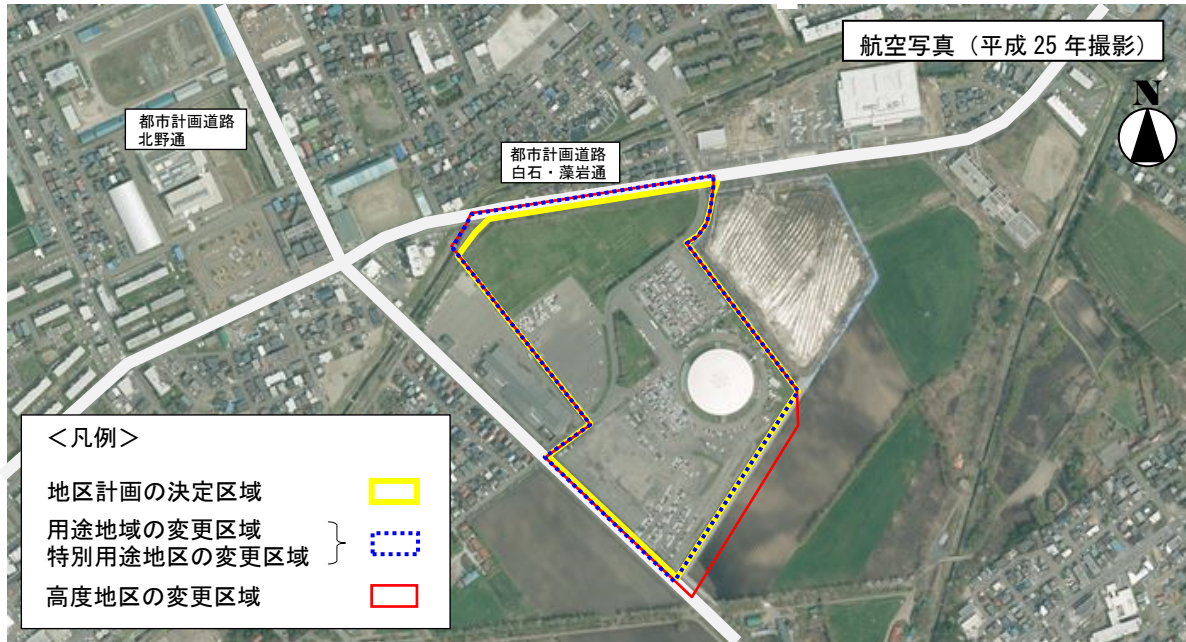 航空写真（平成 25 年撮影）
N
都市計画道路
北野通
都市計画道路
白石・藻岩通
＜凡例＞
地区計画の決定区域
用途地域の変更区域
特別用途地区の変更区域
高度地区の変更区域